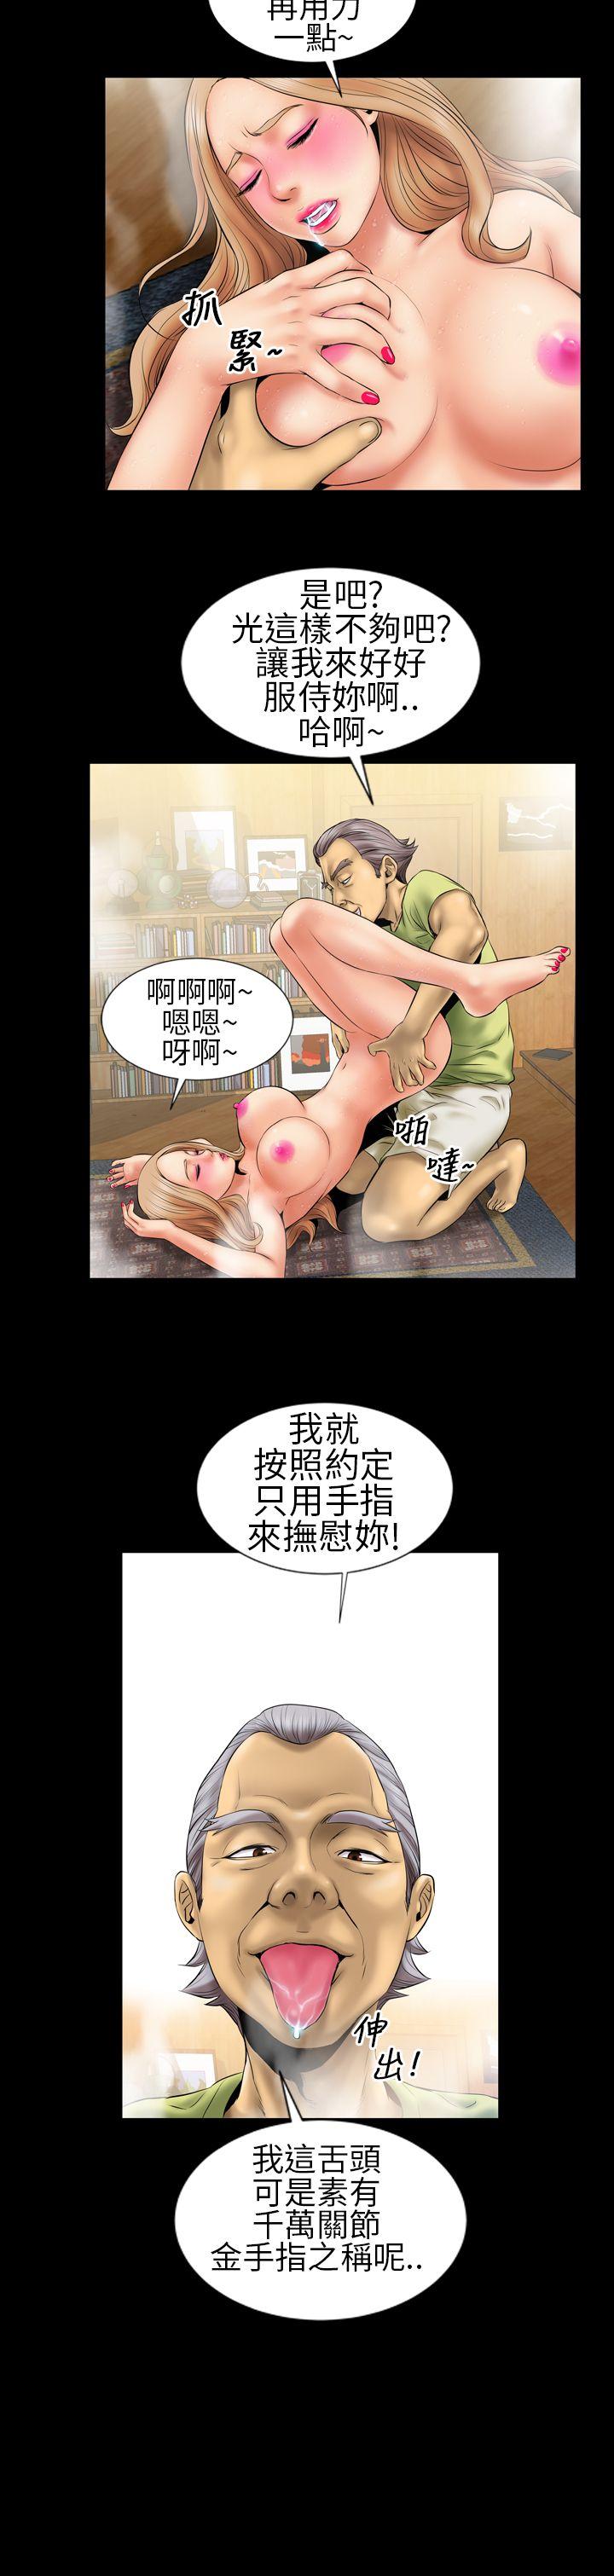 再用力
一點~
抓
緊~
是吧?
光這樣不夠吧?
讓我來好好
服侍妳啊..
哈啊~
啊啊啊~
嗯嗯~
呀啊~
啪
噠~
我就
按照約定
只用手指
來撫慰妳!
伸
出!
我這舌頭
可是素有
千萬關節
金手指之稱呢..